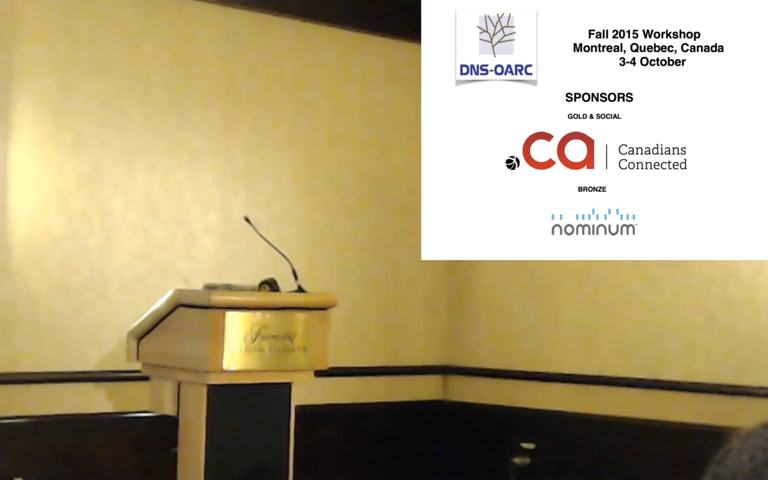 DNS-OARC
Fall 2015 Workshop
Montreal, Quebec, Canada
3-4 October
SPONSORS
GOLD & SOCIAL
ca
Canadians
Connected
BRONZE
nominum
Fairmont